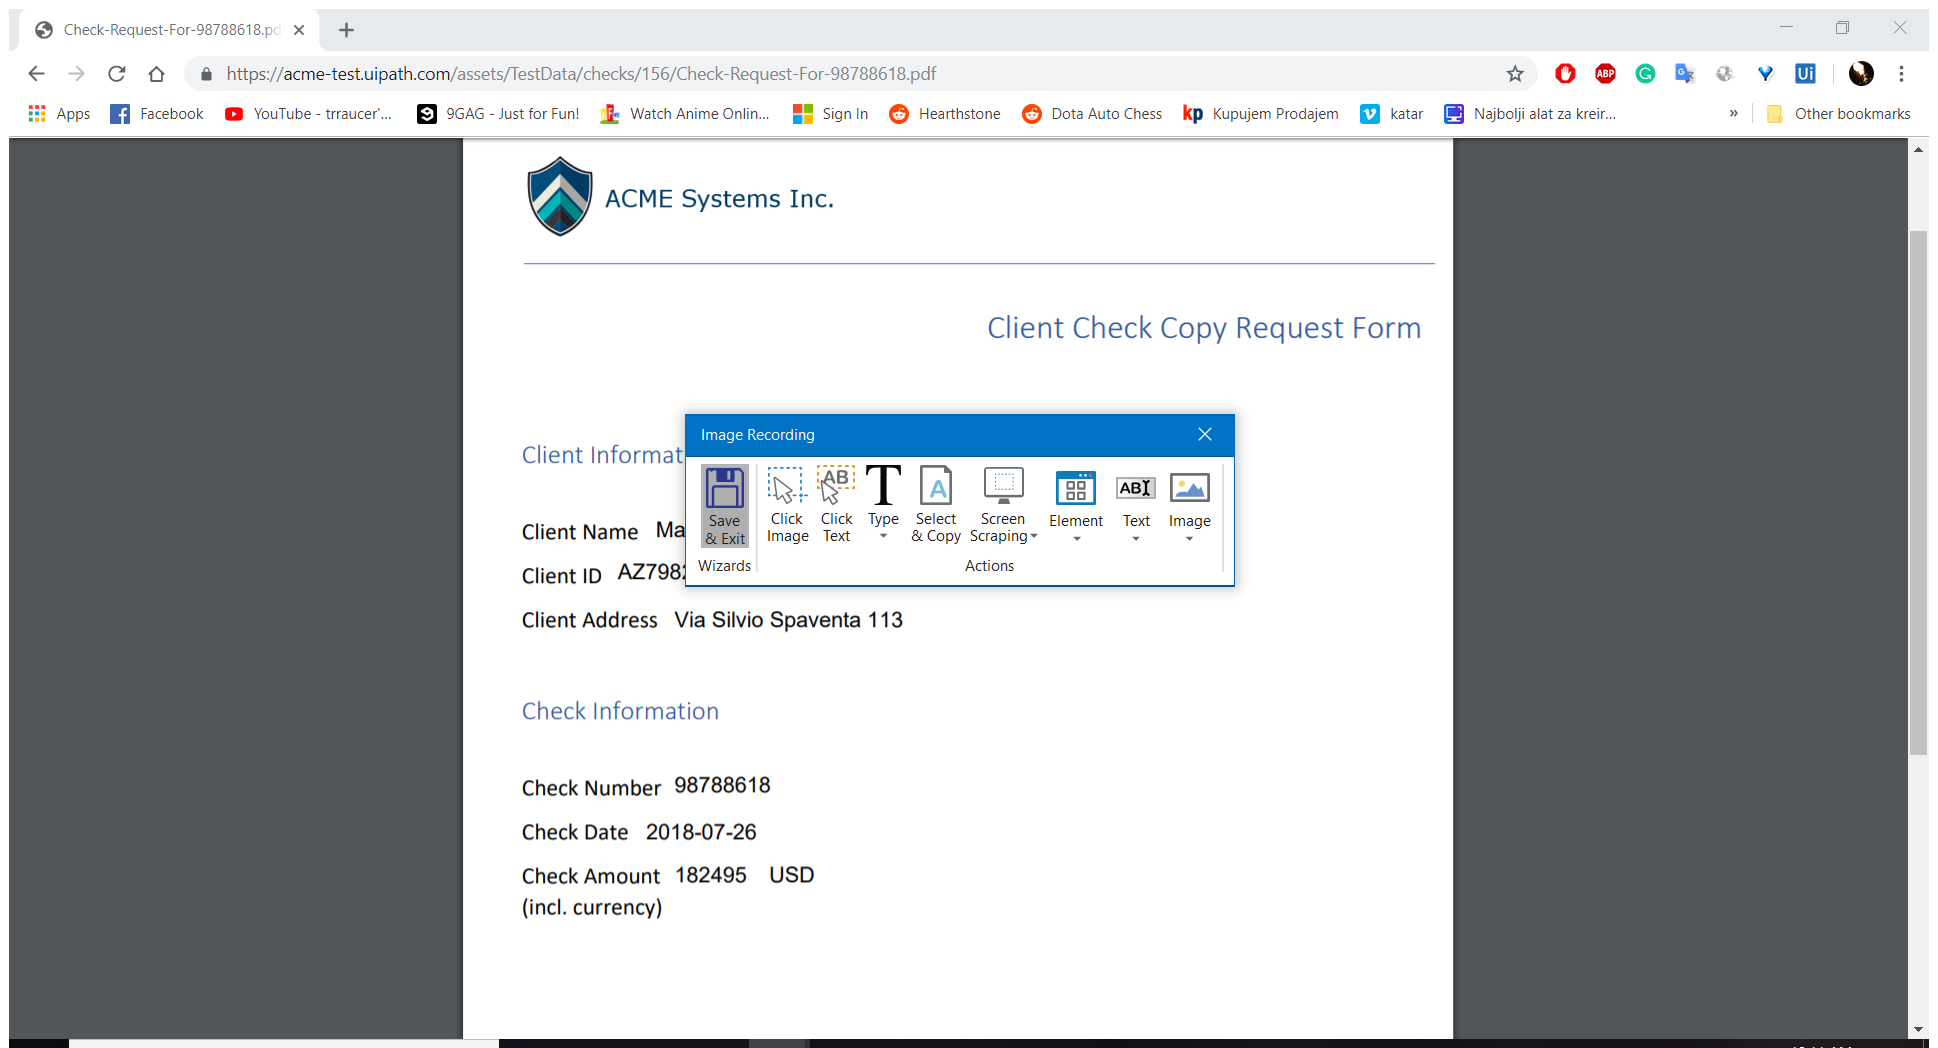 Check-Request-For-98788618.pd
https://acme-test.uipath.com/assets/TestData/checks/156/Check-Request-For-98788618.pdf
ABP
Ui
Apps Facebook YouTube - trraucer'... 9GAG - Just for Fun! Watch Anime Onlin... Sign In Hearthstone Dota Auto Chess kp Kupujem Prodajem katar Najbolji alat za kreir... » Other bookmarks
ACME Systems Inc.
Client Check Copy Request Form
Client Informat
Image Recording
Save & Exit
Click Image
Click Text
Type
Select & Copy
Screen Scraping
Element
Text
Image
Wizards
Actions
Client Name Ma
Client ID AZ798
Client Address Via Silvio Spaventa 113
Check Information
Check Number 98788618
Check Date 2018-07-26
Check Amount 182495 USD
(incl. currency)